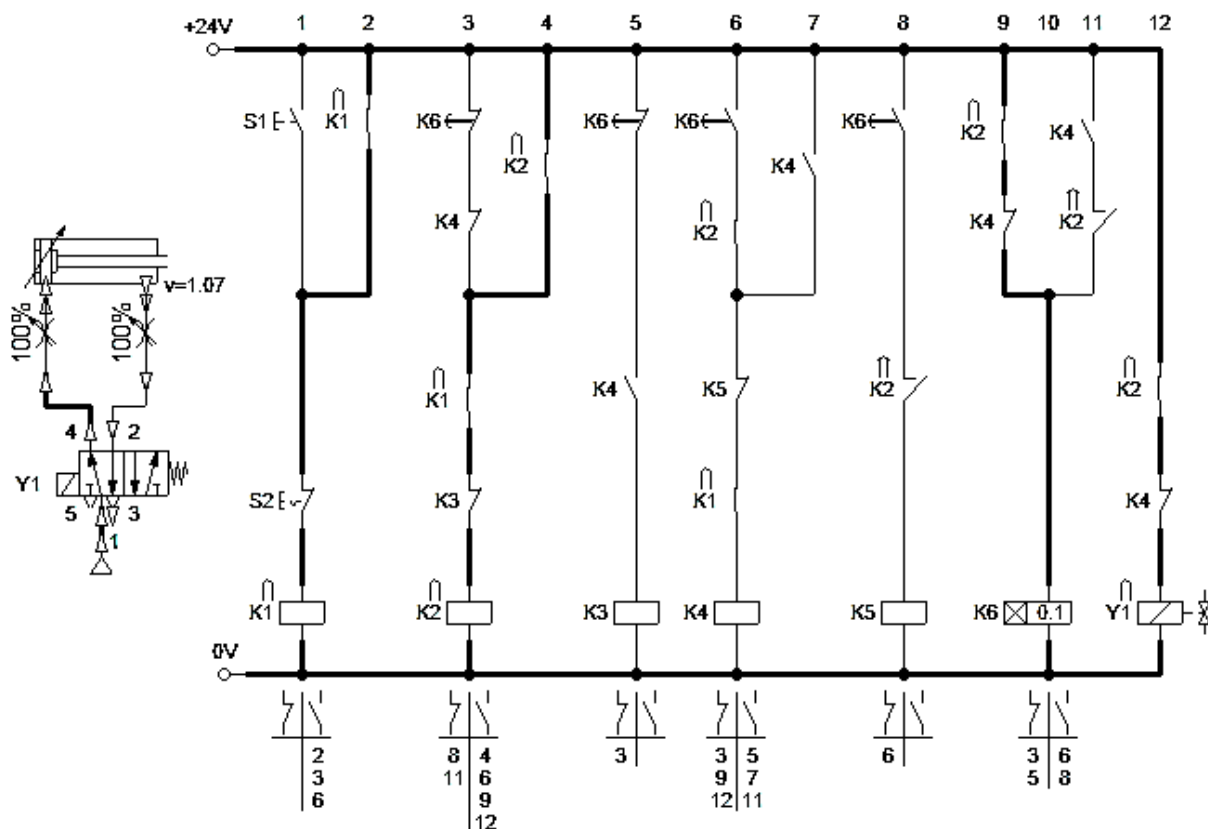 1 2 3 4 5 6 7 8 9 10 11 12
+24V
S1 K1 K6 K2 K6 K6 K4 K6 K2 K4
K4 K2 K4 K2
v=1.07
100% 100%
K1 K4 K5 K2 K2
4 2
Y1
5 3
1
S2 K3 K4
K1 K2 K3 K4 K5 K6 0.1 Y1
0V
2 8 4 3 3 5 6 3 6
3 11 6 9 7 5 8
6 9 12 11
12
K1